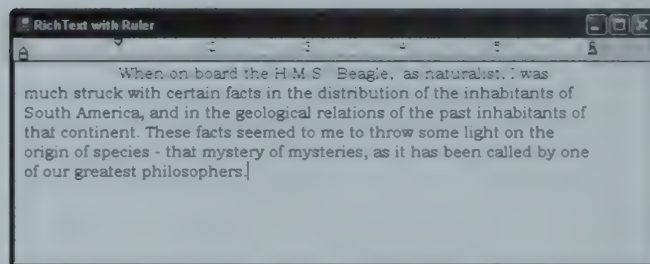 RichText with Ruler
When on board the H M S Beagle, as naturalist, I was
much struck with certain facts in the distribution of the inhabitants of
South America, and in the geological relations of the past inhabitants of
that continent. These facts seemed to me to throw some light on the
origin of species - that mystery of mysteries, as it has been called by one
of our greatest philosophers.